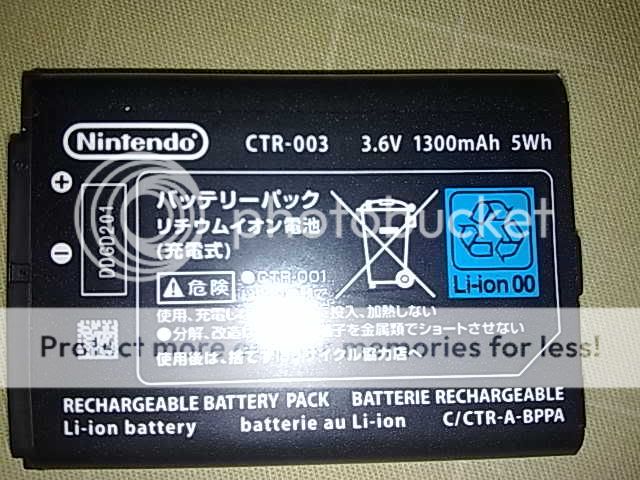 Nintendo CTR-003 3.6V 1300mAh 5Wh
+
DO6D201
−
バッテリーパック
リチウムイオン電池
(充電式)
危険 ●CTR-001
使用、充電し 投入、加熱しない
●分解、改造 子を金属類でショートさせない
使用後は、捨て サイクル協力店へ
Li-ion 00
photobucket
Protect more of your memories for less!
RECHARGEABLE BATTERY PACK BATTERIE RECHARGEABLE
Li-ion battery batterie au Li-ion C/CTR-A-BPPA